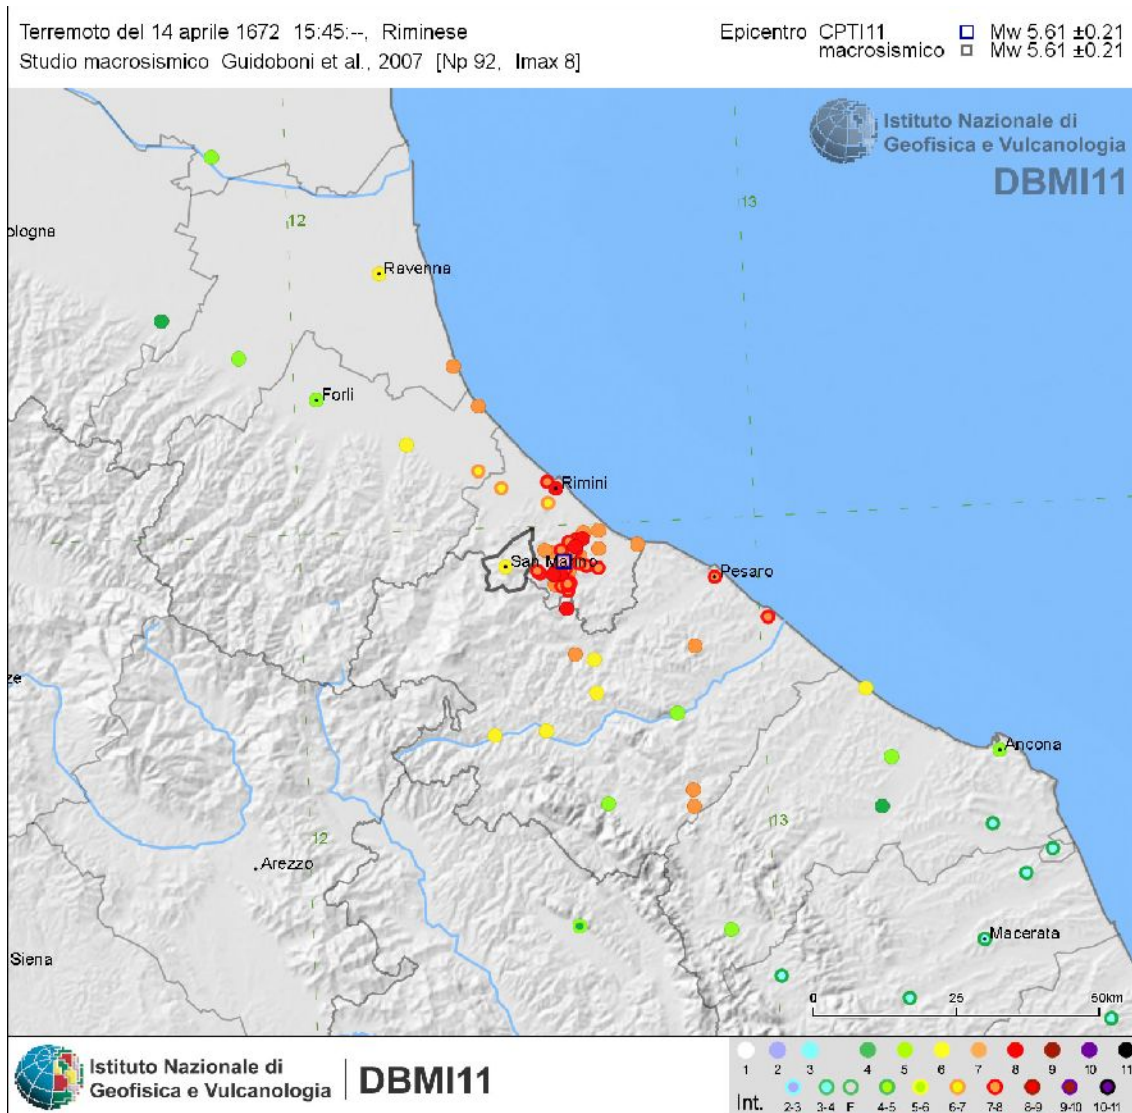 Terremoto del 14 aprile 1672 15:45:--, Riminese
Studio macrosismico Guidoboni et al., 2007 [Np 92, Imax 8]
Epicentro CPTI11 Mw 5.61 ±0.21
macrosismico Mw 5.61 ±0.21
Istituto Nazionale di
Geofisica e Vulcanologia
DBMI11
12
13
ologna
Ravenna
Forli
Rimini
San Marino
Pesaro
ze
Ancona
12
13
Arezzo
Macerata
Siena
0 25 50km
Istituto Nazionale di
Geofisica e Vulcanologia
DBMI11
1 2 3 4 5 6 7 8 9 10 11
Int. 2-3 3-4 F 4-5 5-6 6-7 7-8 8-9 9-10 10-11